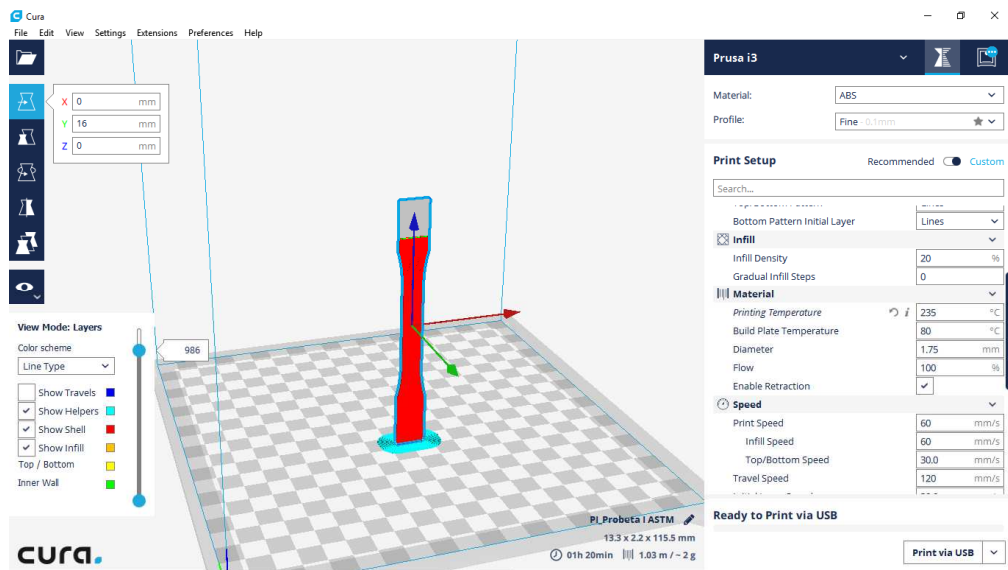 Cura
File Edit View Settings Extensions Preferences Help
X 0 mm
Y 16 mm
Z 0 mm
View Mode: Layers
Color scheme
Line Type
Show Travels
Show Helpers
Show Shell
Show Infill
Top / Bottom
Inner Wall
986
cura.
PI_Probeta I ASTM
13.3 x 2.2 x 115.5 mm
01h 20min 1.03 m / ~ 2 g
Prusa i3
Material: ABS
Profile: Fine - 0.1mm
Print Setup Recommended Custom
Search...
Bottom Pattern Initial Layer Lines
Infill
Infill Density 20 %
Gradual Infill Steps 0
Material
Printing Temperature i 235 °C
Build Plate Temperature 80 °C
Diameter 1.75 mm
Flow 100 %
Enable Retraction
Speed
Print Speed 60 mm/s
Infill Speed 60 mm/s
Top/Bottom Speed 30.0 mm/s
Travel Speed 120 mm/s
Ready to Print via USB
Print via USB